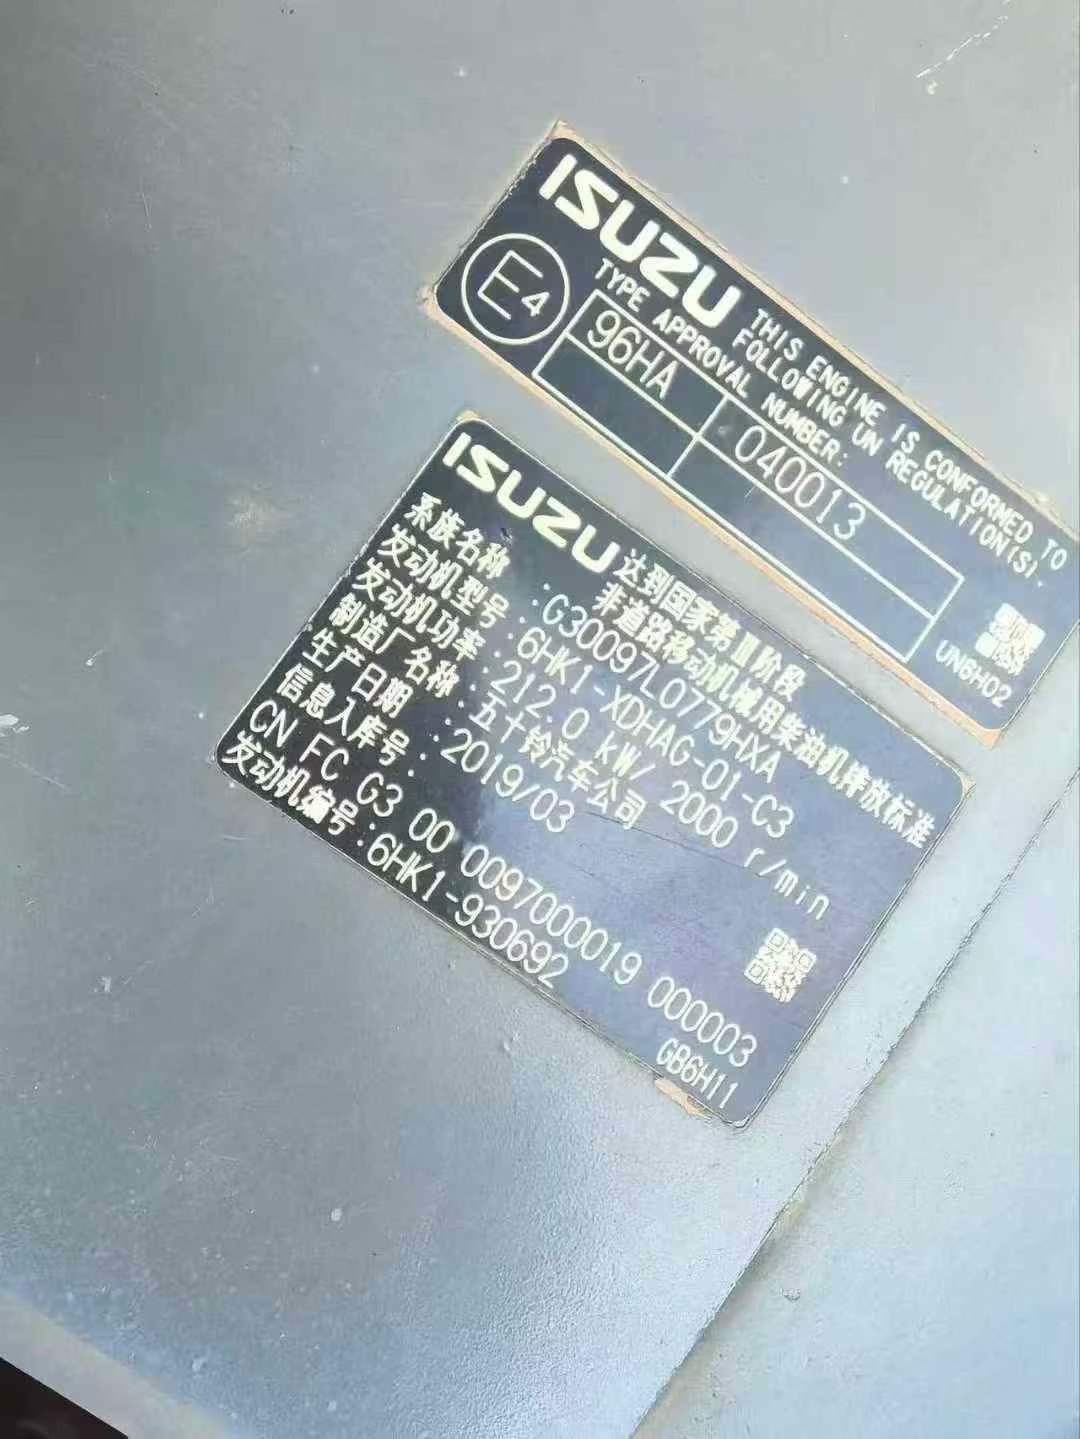 ISUZU
THIS ENGINE IS CONFORMED TO
FOLLOWING UN REGULATION(S).
TYPE APPROVAL NUMBER:
E4
96HA 040013
UN6H02
ISUZU
达到国家第Ⅲ阶段
非道路移动机械用柴油机排放标准
系族名称 :G30097L0779HXA
发动机型号 :6HK1-XDHAG-01-C3
发动机功率 :212.0 kW/ 2000 r/min
制造厂名称 :五十铃汽车公司
生产日期 :2019/03
信息入库号:
CN FC G3 00 0097000019 000003
发动机编号:6HK1-930692
GB6H11